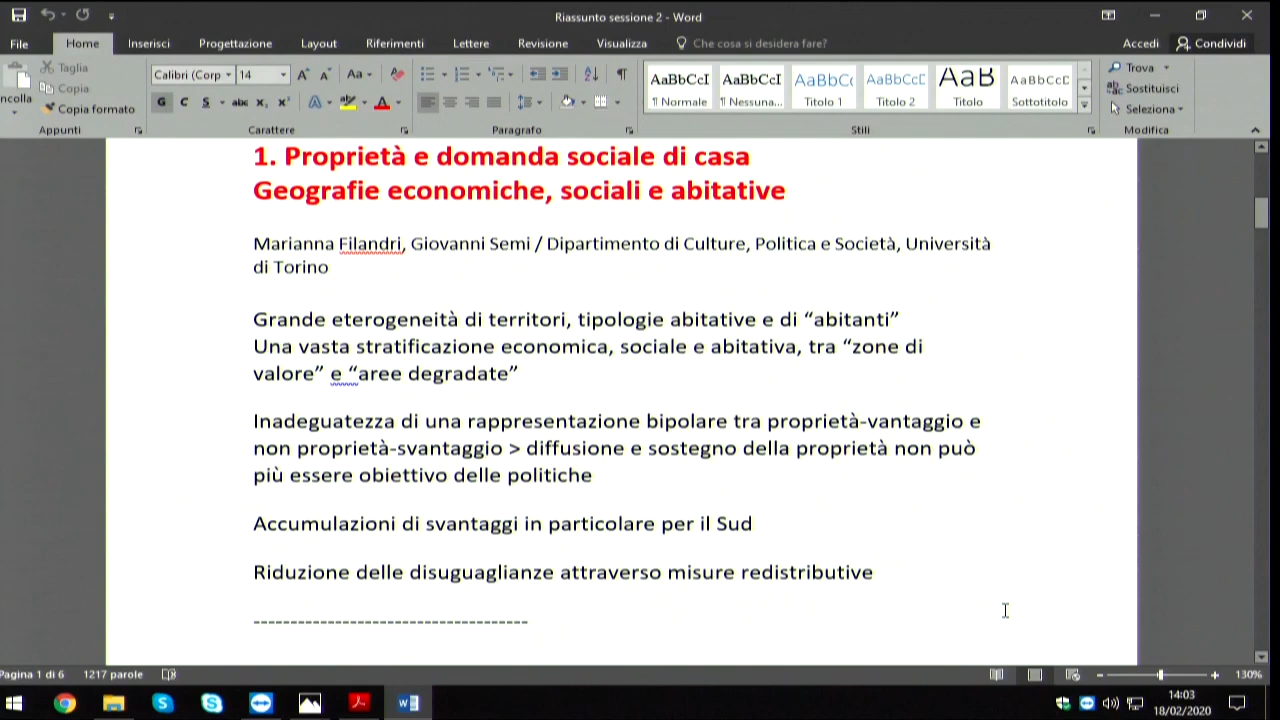 Riassunto sessione 2 - Word
File Home Inserisci Progettazione Layout Riferimenti Lettere Revisione Visualizza Che cosa si desidera fare? Accedi Condividi
Taglia
Copia
Copia formato
Appunti
Calibri (Corp 14
Aa
G C S abc x₂ x²
Carattere
Paragrafo
AaBbCcI AaBbCcI AaBbC AaBbCcC AaB AaBbCcC
¶ Normale ¶ Nessuna... Titolo 1 Titolo 2 Titolo Sottotitolo
Stili
Trova
Sostituisci
Seleziona
Modifica
1. Proprietà e domanda sociale di casa
Geografie economiche, sociali e abitative
Marianna Filandri, Giovanni Semi / Dipartimento di Culture, Politica e Società, Università
di Torino
Grande eterogeneità di territori, tipologie abitative e di “abitanti”
Una vasta stratificazione economica, sociale e abitativa, tra “zone di
valore” e “aree degradate”
Inadeguatezza di una rappresentazione bipolare tra proprietà-vantaggio e
non proprietà-svantaggio > diffusione e sostegno della proprietà non può
più essere obiettivo delle politiche
Accumulazioni di svantaggi in particolare per il Sud
Riduzione delle disuguaglianze attraverso misure redistributive
-------------------------------------
Pagina 1 di 6 1217 parole 130%
14:03
18/02/2020